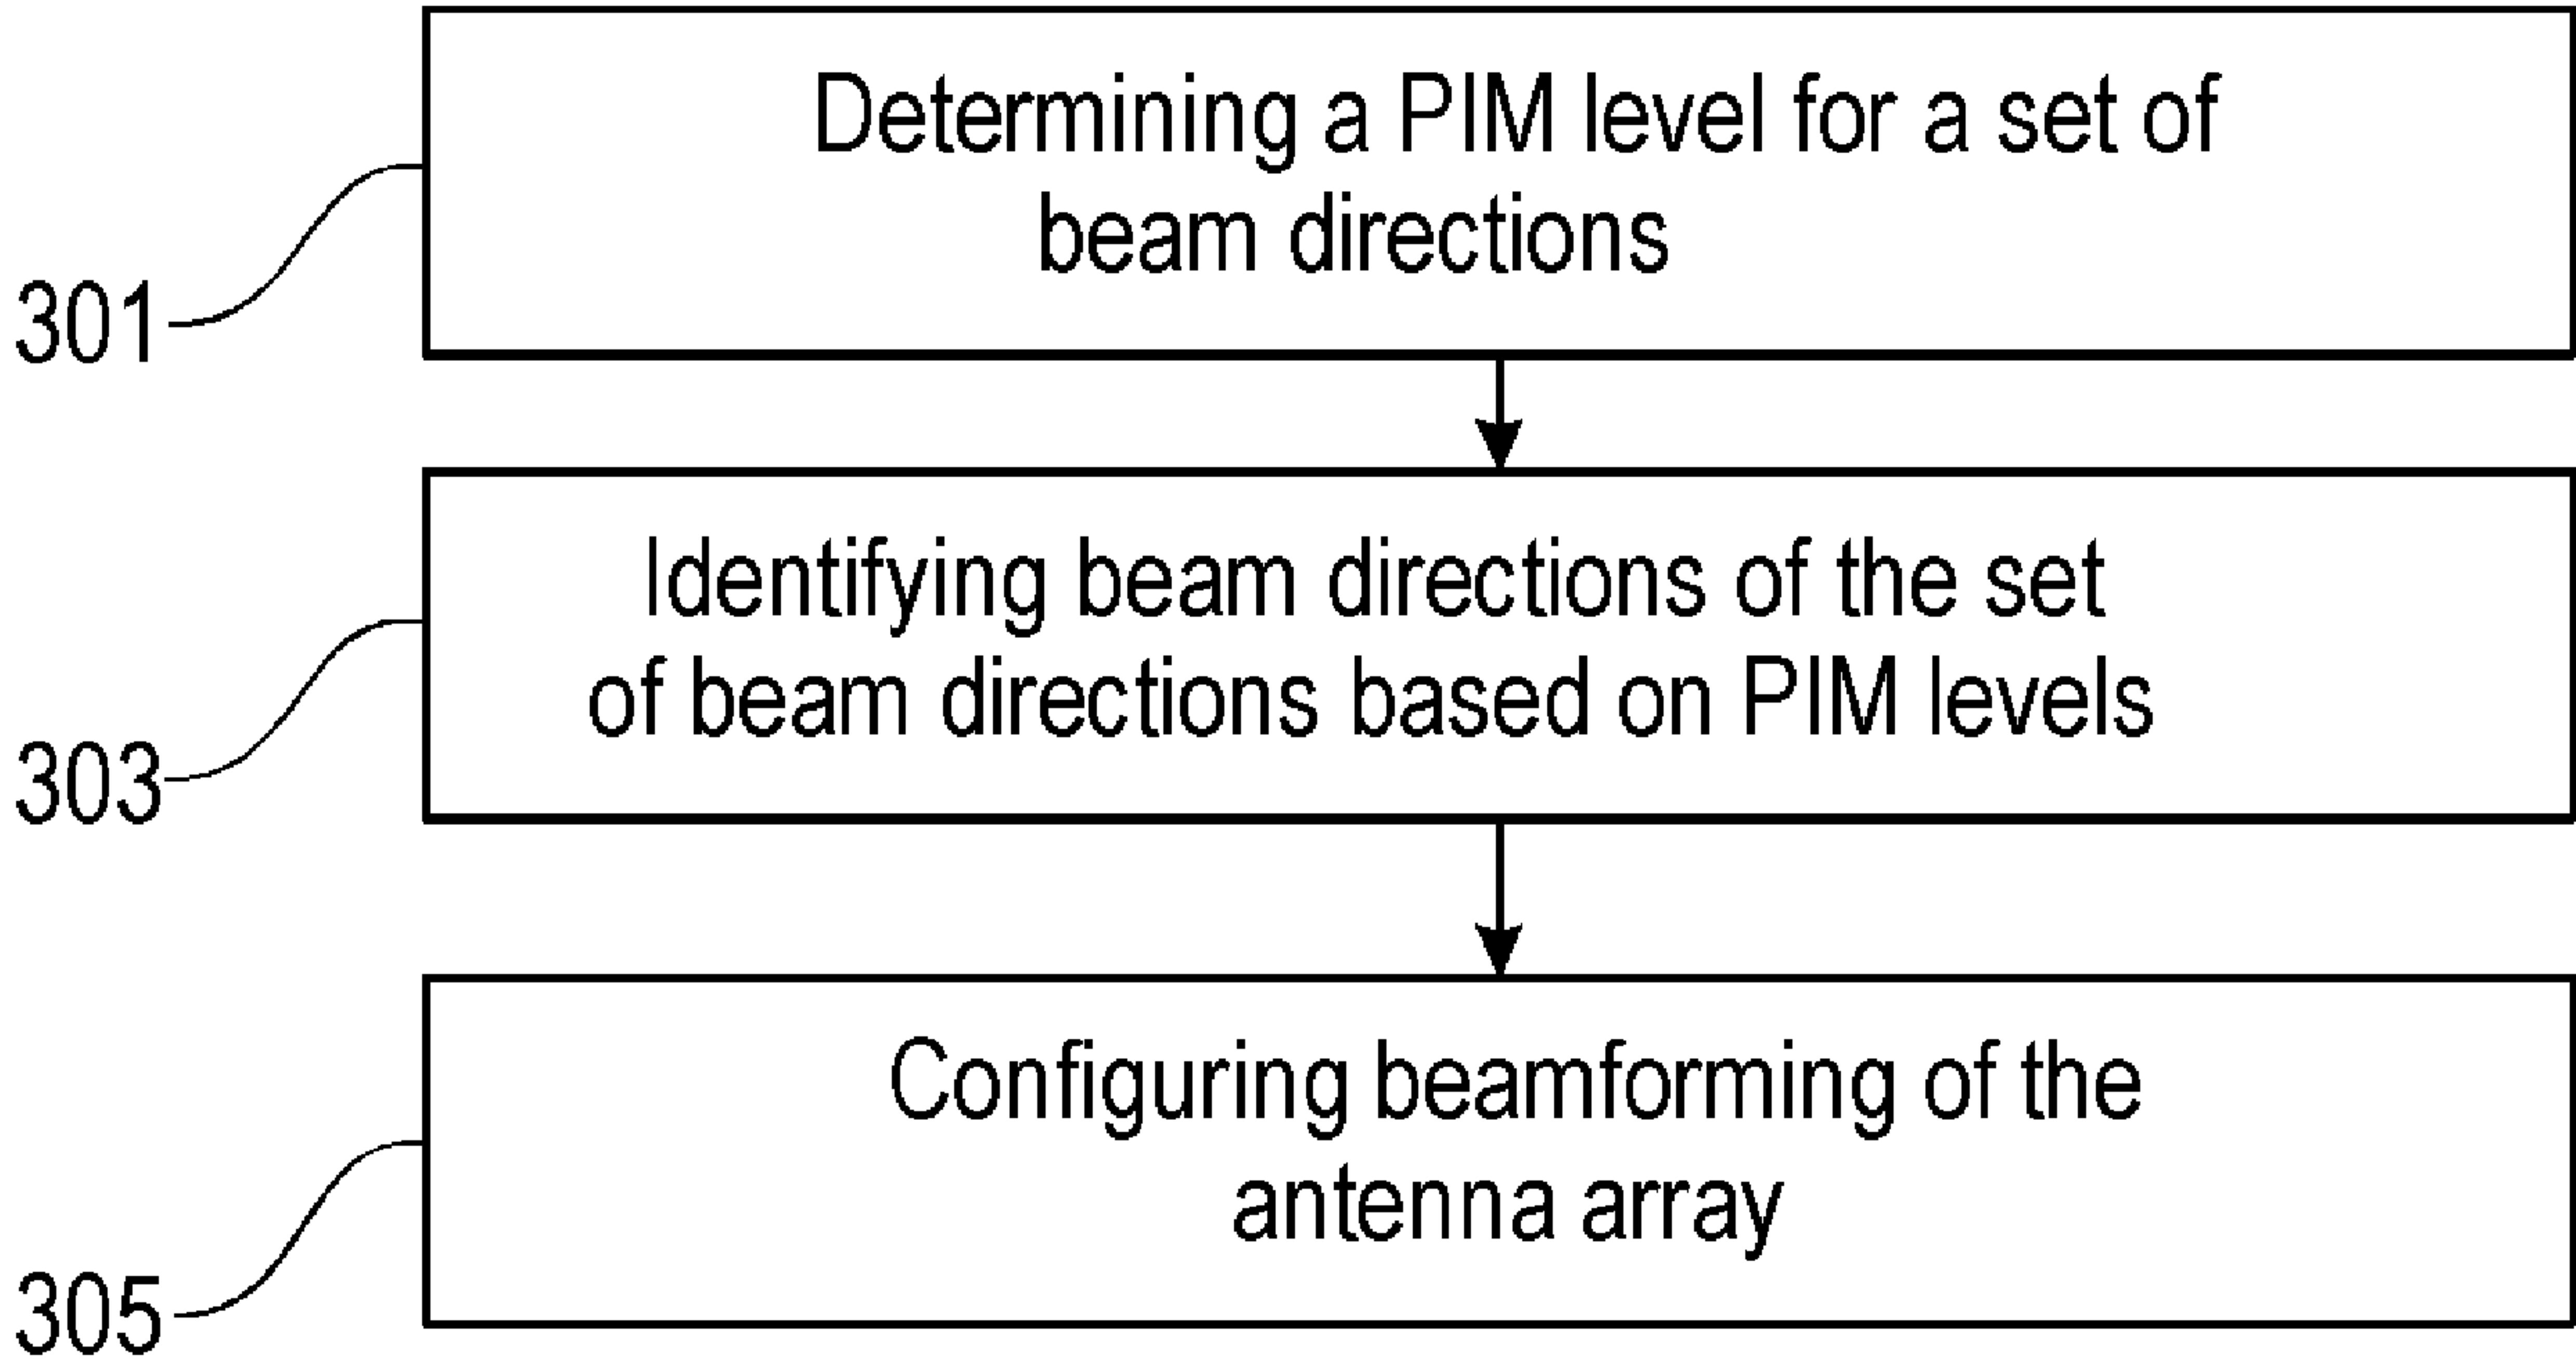 Determining a PIM level for a set of
beam directions
301
Identifying beam directions of the set
of beam directions based on PIM levels
303
Configuring beamforming of the
antenna array
305